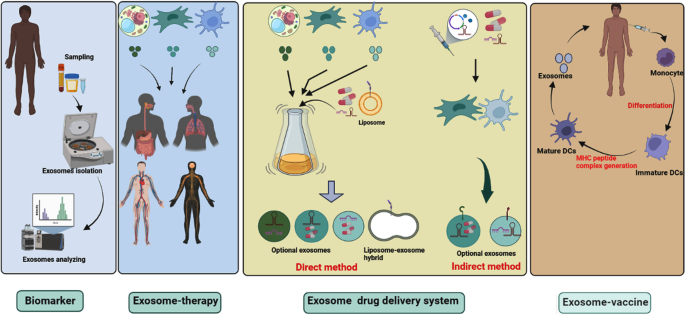 Sampling
Exosomes isolation
Exosomes analyzing
Liposome
Optional exosomes
Liposome-exosome
hybrid
Direct method
Optional exosomes
Indirect method
Exosomes
Monocyte
Differentiation
Mature DCs
MHC peptide
complex generation
Immature DCs
Biomarker
Exosome-therapy
Exosome drug delivery system
Exosome-vaccine